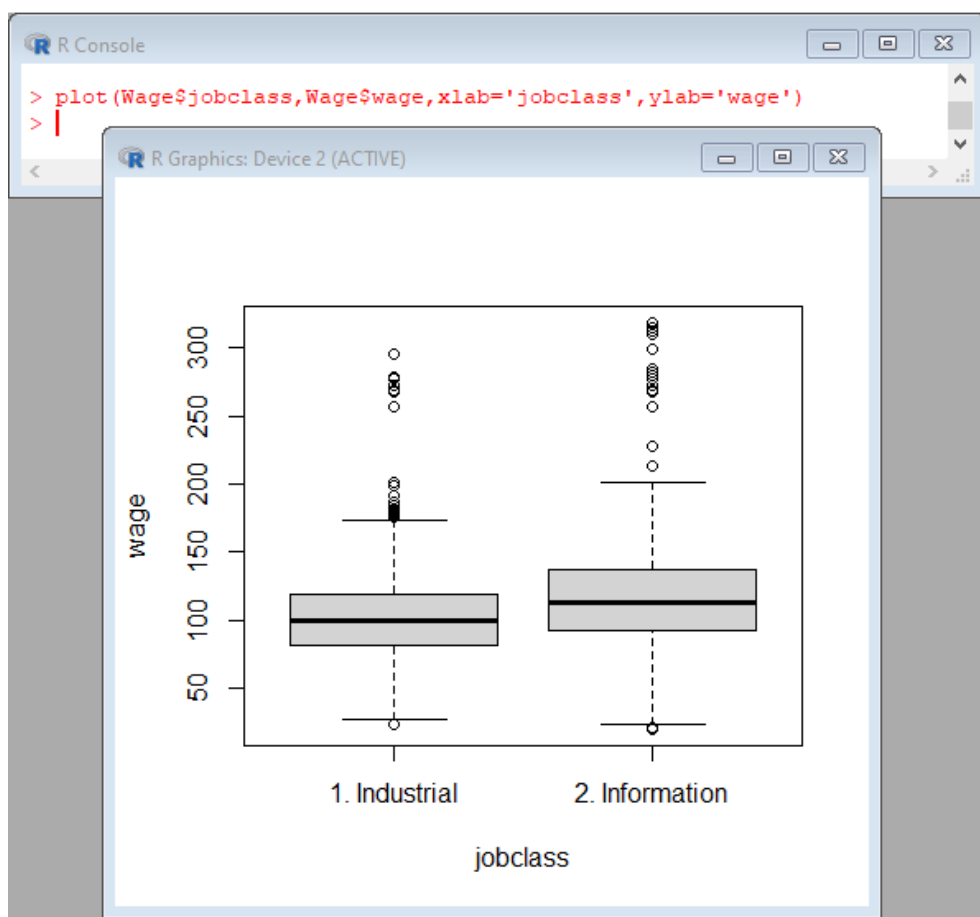 R Console
> plot(Wage$jobclass,Wage$wage,xlab='jobclass',ylab='wage')
>
R Graphics: Device 2 (ACTIVE)
300
250
200
150
100
50
wage
1. Industrial 2. Information
jobclass